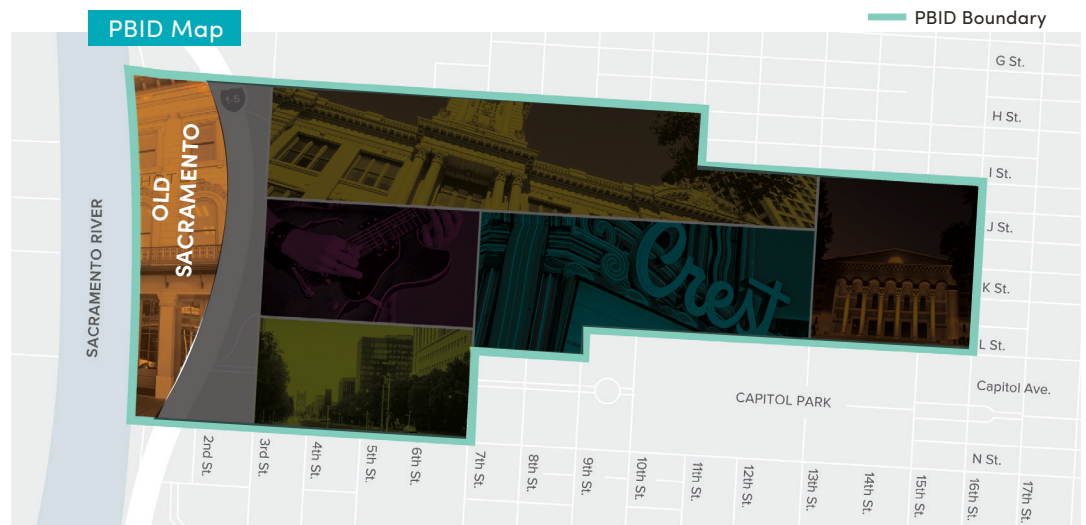 PBID Map
PBID Boundary
G St.
H St.
I St.
J St.
K St.
L St.
Capitol Ave.
N St.
I-5
OLD
SACRAMENTO
SACRAMENTO RIVER
Crest
CAPITOL PARK
2nd St.
3rd St.
4th St.
5th St.
6th St.
7th St.
8th St.
9th St.
10th St.
11th St.
12th St.
13th St.
14th St.
15th St.
16th St.
17th St.